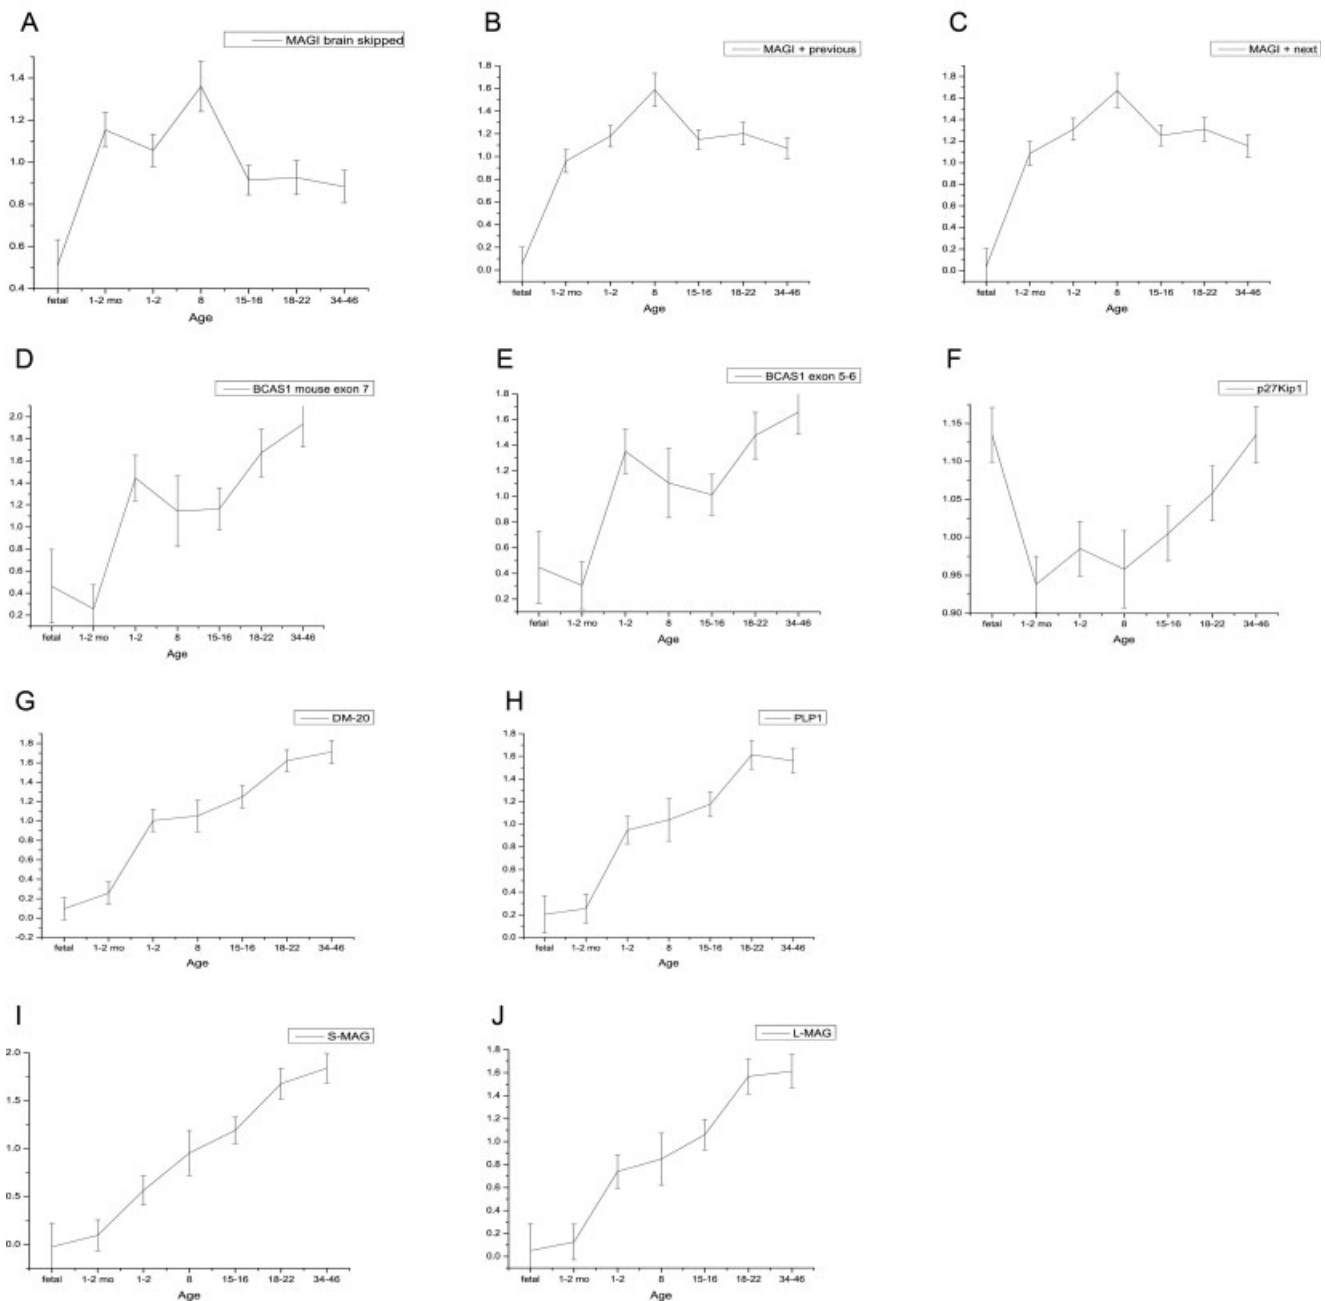 A
MAGI brain skipped
1.4
1.2
1.0
0.8
0.6
0.4
fetal 1-2 mo 1-2 8 15-16 18-22 34-46
Age
B
MAGI + previous
1.8
1.6
1.4
1.2
1.0
0.8
0.6
0.4
0.2
0.0
fetal 1-2 mo 1-2 8 15-16 18-22 34-46
Age
C
MAGI + next
1.8
1.6
1.4
1.2
1.0
0.8
0.6
0.4
0.2
0.0
fetal 1-2 mo 1-2 8 15-16 18-22 34-46
Age
D
BCAS1 mouse exon 7
2.0
1.8
1.6
1.4
1.2
1.0
0.8
0.6
0.4
0.2
fetal 1-2 mo 1-2 8 15-16 18-22 34-46
Age
E
BCAS1 exon 5-6
1.8
1.6
1.4
1.2
1.0
0.8
0.6
0.4
0.2
fetal 1-2 mo 1-2 8 15-16 18-22 34-46
Age
F
p27Kip1
1.15
1.10
1.05
1.00
0.95
0.90
fetal 1-2 mo 1-2 8 15-16 18-22 34-46
Age
G
DM-20
1.8
1.6
1.4
1.2
1.0
0.8
0.6
0.4
0.2
0.0
-0.2
fetal 1-2 mo 1-2 8 15-16 18-22 34-46
Age
H
PLP1
1.8
1.6
1.4
1.2
1.0
0.8
0.6
0.4
0.2
0.0
fetal 1-2 mo 1-2 8 15-16 18-22 34-46
Age
I
S-MAG
2.0
1.5
1.0
0.5
0.0
fetal 1-2 mo 1-2 8 15-16 18-22 34-46
Age
J
L-MAG
1.8
1.6
1.4
1.2
1.0
0.8
0.6
0.4
0.2
0.0
fetal 1-2 mo 1-2 8 15-16 18-22 34-46
Age